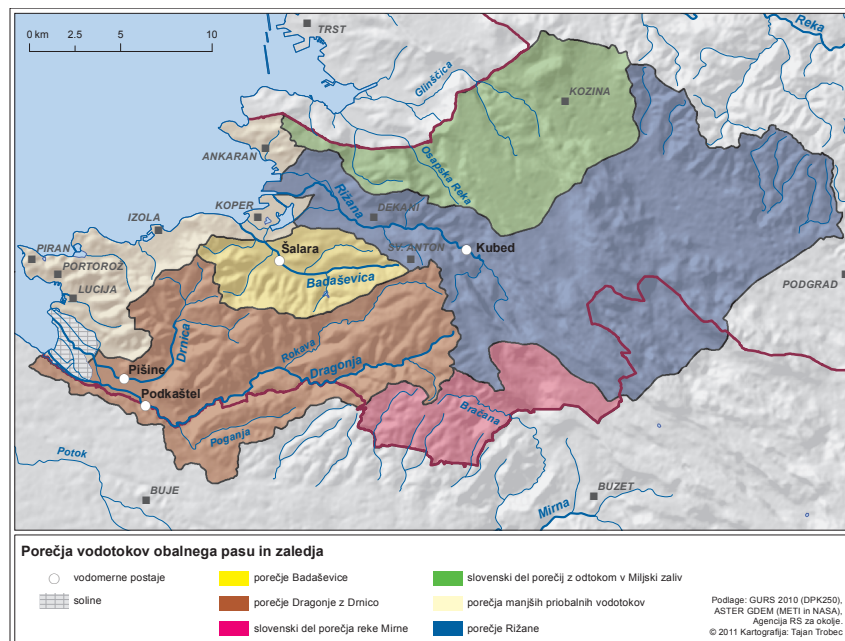 0 km 2.5 5 10
TRST
Reka
Glinščica
KOZINA
ANKARAN
Osapska Reka
Rižana
KOPER
DEKANI
IZOLA
Šalara
SV. ANTON
Kubed
PIRAN
PORTOROŽ
Badaševica
PODGRAD
LUCIJA
Drnica
Rokava
Dragonja
Pišine
Podkaštel
Bračana
Poganja
Potok
BUJE
BUZET
Mirna
Porečja vodotokov obalnega pasu in zaledja
vodomerne postaje
soline
porečje Badaševice
porečje Dragonje z Drnico
slovenski del porečja reke Mirne
slovenski del porečij z odtokom v Miljski zaliv
porečja manjših priobalnih vodotokov
porečje Rižane
Podlage: GURS 2010 (DPK250),
ASTER GDEM (METI in NASA),
Agencija RS za okolje.
© 2011 Kartografija: Tajan Trobec